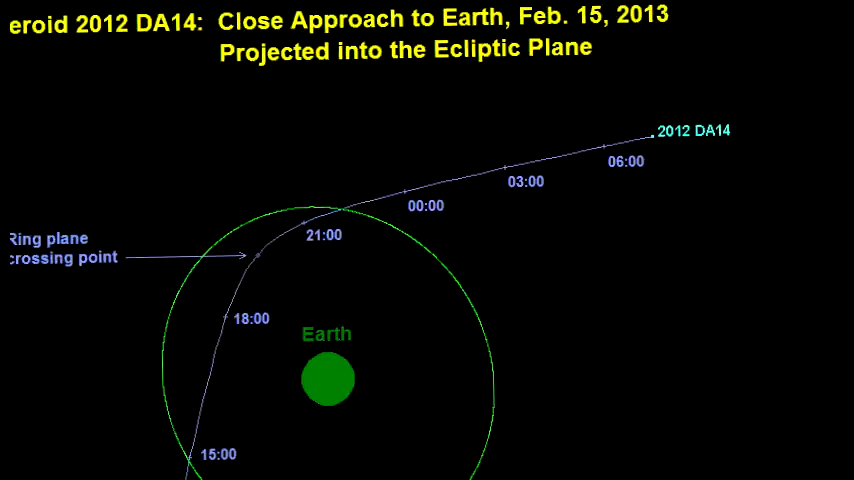 eroid 2012 DA14: Close Approach to Earth, Feb. 15, 2013
Projected into the Ecliptic Plane
2012 DA14
06:00
03:00
00:00
21:00
Ring plane
crossing point
18:00
Earth
15:00